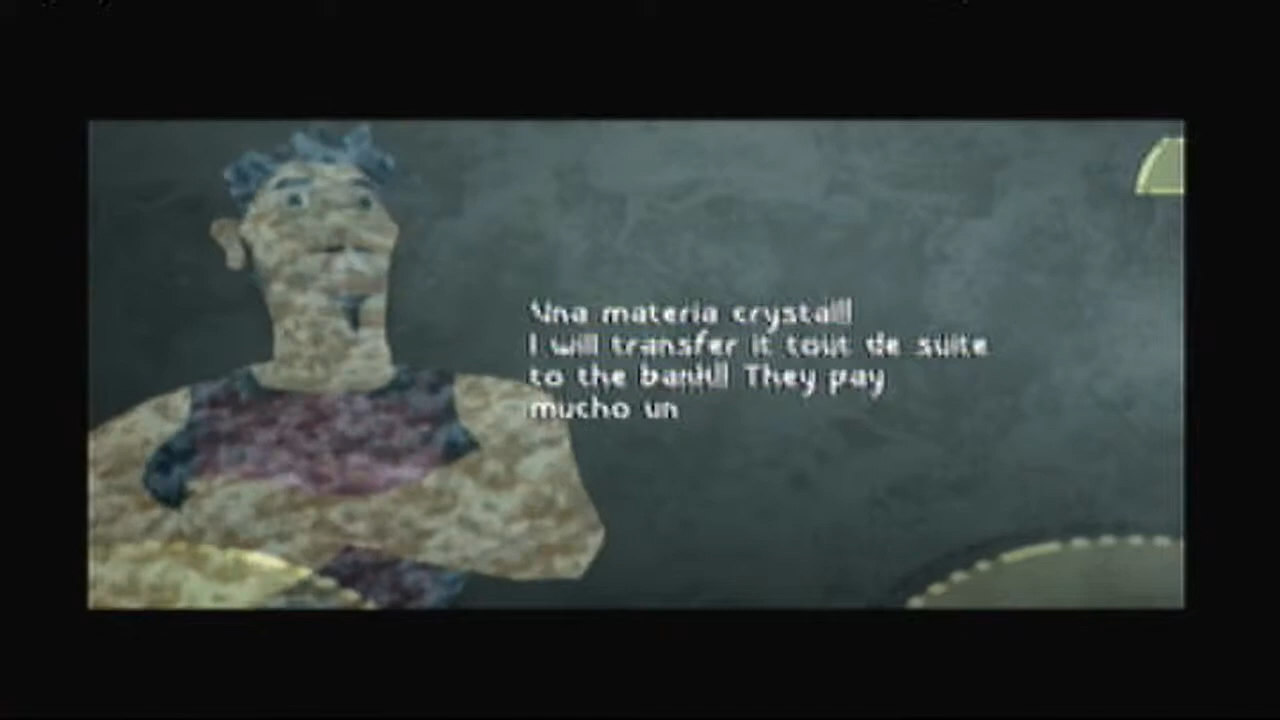 Una materia crystal!!
I will transfer it tout de suite
to the bank!! They pay
mucho un